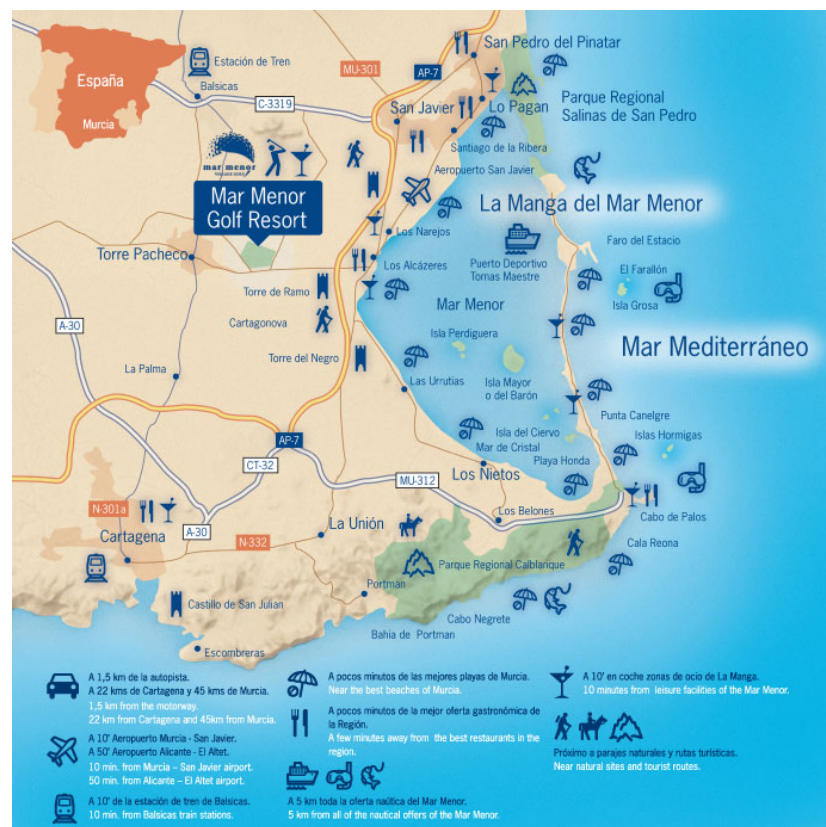 España
Murcia
Estación de Tren
Balsicas
C-3319
MU-301
AP-7
San Pedro del Pinatar
San Javier
Lo Pagan
Parque Regional
Salinas de San Pedro
Santiago de la Ribera
Aeropuerto San Javier
mar menor
Mar Menor
Golf Resort
La Manga del Mar Menor
Torre Pacheco
Los Narejos
Los Alcázeres
Puerto Deportivo
Tomas Maestre
Faro del Estacio
El Farallón
Isla Grosa
Torre de Ramo
Cartagonova
Mar Menor
Isla Perdiguera
A-30
Mar Mediterráneo
Torre del Negro
La Palma
Las Urrutias
Isla Mayor
o del Barón
Punta Canelgre
Isla del Ciervo
Islas Hormigas
Mar de Cristal
Playa Honda
AP-7
CT-32
MU-312
Los Nietos
N-301a
Los Belones
Cabo de Palos
La Unión
A-30
Cartagena
N-332
Cala Reona
Parque Regional Calblanque
Portman
Castillo de San Julian
Cabo Negrete
Bahia de Portman
Escombreras
A 1,5 km de la autopista.
A 22 kms de Cartagena y 45 kms de Murcia.
1,5 km from the motorway.
22 km from Cartagena and 45km from Murcia.
A 10' Aeropuerto Murcia - San Javier.
A 50' Aeropuerto Alicante - El Altet.
10 min. from Murcia – San Javier airport.
50 min. from Alicante – El Altet airport.
A 10' de la estación de tren de Balsicas.
10 min. from Balsicas train stations.
A pocos minutos de las mejores playas de Murcia.
Near the best beaches of Murcia.
A pocos minutos de la mejor oferta gastronómica de
la Región.
A few minutes away from the best restaurants in the
region.
A 5 km toda la oferta naútica del Mar Menor.
5 km from all of the nautical offers of the Mar Menor.
A 10' en coche zonas de ocio de La Manga.
10 minutes from leisure facilities of the Mar Menor.
Próximo a parajes naturales y rutas turísticas.
Near natural sites and tourist routes.